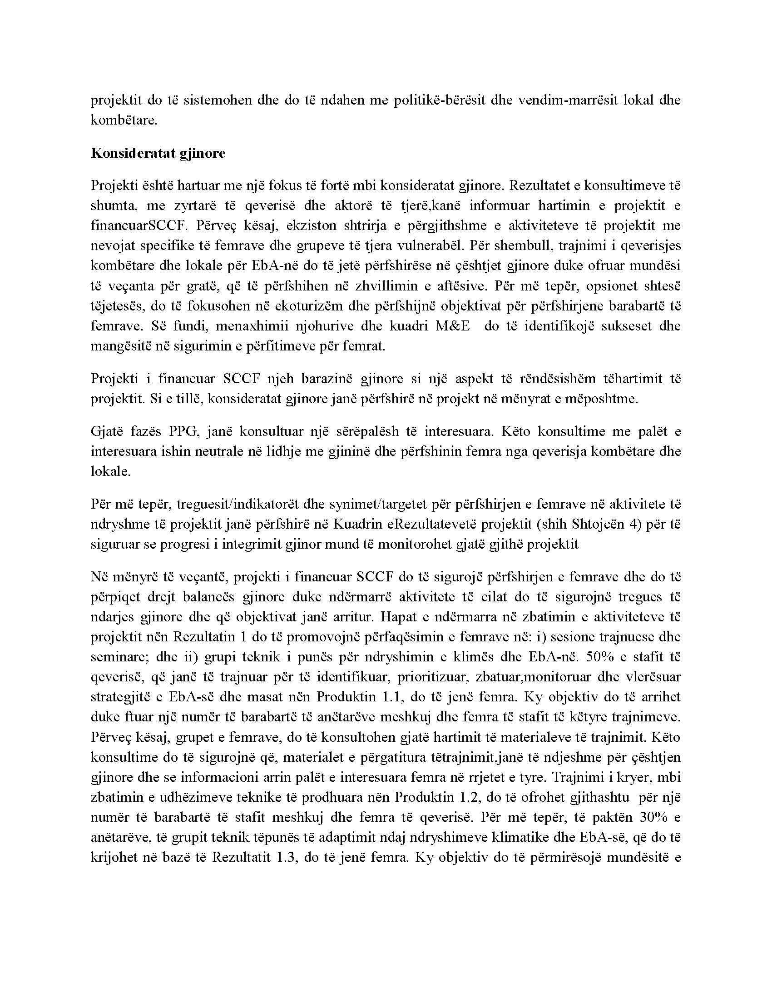 projektit do të sistemohen dhe do të ndahen me politikë-bërësit dhe vendim-marrësit lokal dhe
kombëtare.
Konsideratat gjinore
Projekti është hartuar me një fokus të fortë mbi konsideratat gjinore. Rezultatet e konsultimeve të
shumta, me zyrtarë të qeverisë dhe aktorë të tjerë,kanë informuar hartimin e projektit e
financuarSCCF. Përveç kësaj, ekziston shtrirja e përgjithshme e aktiviteteve të projektit me
nevojat specifike të femrave dhe grupeve të tjera vulnerabël. Për shembull, trajnimi i qeverisjes
kombëtare dhe lokale për EbA-në do të jetë përfshirëse në çështjet gjinore duke ofruar mundësi
të veçanta për gratë, që të përfshihen në zhvillimin e aftësive. Për më tepër, opsionet shtesë
tëjetesës, do të fokusohen në ekoturizëm dhe përfshijnë objektivat për përfshirjene barabartë të
femrave. Së fundi, menaxhimii njohurive dhe kuadri M&E  do të identifikojë sukseset dhe
mangësitë në sigurimin e përfitimeve për femrat.
Projekti i financuar SCCF njeh barazinë gjinore si një aspekt të rëndësishëm tëhartimit të
projektit. Si e tillë, konsideratat gjinore janë përfshirë në projekt në mënyrat e mëposhtme.
Gjatë fazës PPG, janë konsultuar një sërëpalësh të interesuara. Këto konsultime me palët e
interesuara ishin neutrale në lidhje me gjininë dhe përfshinin femra nga qeverisja kombëtare dhe
lokale.
Për më tepër, treguesit/indikatorët dhe synimet/targetet për përfshirjen e femrave në aktivitete të
ndryshme të projektit janë përfshirë në Kuadrin eRezultatevetë projektit (shih Shtojcën 4) për të
siguruar se progresi i integrimit gjinor mund të monitorohet gjatë gjithë projektit
Në mënyrë të veçantë, projekti i financuar SCCF do të sigurojë përfshirjen e femrave dhe do të
përpiqet drejt balancës gjinore duke ndërmarrë aktivitete të cilat do të sigurojnë tregues të
ndarjes gjinore dhe që objektivat janë arritur. Hapat e ndërmarra në zbatimin e aktiviteteve të
projektit nën Rezultatin 1 do të promovojnë përfaqësimin e femrave në: i) sesione trajnuese dhe
seminare; dhe ii) grupi teknik i punës për ndryshimin e klimës dhe EbA-në. 50% e stafit të
qeverisë, që janë të trajnuar për të identifikuar, prioritizuar, zbatuar,monitoruar dhe vlerësuar
strategjitë e EbA-së dhe masat nën Produktin 1.1, do të jenë femra. Ky objektiv do të arrihet
duke ftuar një numër të barabartë të anëtarëve meshkuj dhe femra të stafit të këtyre trajnimeve.
Përveç kësaj, grupet e femrave, do të konsultohen gjatë hartimit të materialeve të trajnimit. Këto
konsultime do të sigurojnë që, materialet e përgatitura tëtrajnimit,janë të ndjeshme për çështjen
gjinore dhe se informacioni arrin palët e interesuara femra në rrjetet e tyre. Trajnimi i kryer, mbi
zbatimin e udhëzimeve teknike të prodhuara nën Produktin 1.2, do të ofrohet gjithashtu  për një
numër të barabartë të stafit meshkuj dhe femra të qeverisë. Për më tepër, të paktën 30% e
anëtarëve, të grupit teknik tëpunës të adaptimit ndaj ndryshimeve klimatike dhe EbA-së, që do të
krijohet në bazë të Rezultatit 1.3, do të jenë femra. Ky objektiv do të përmirësojë mundësitë e